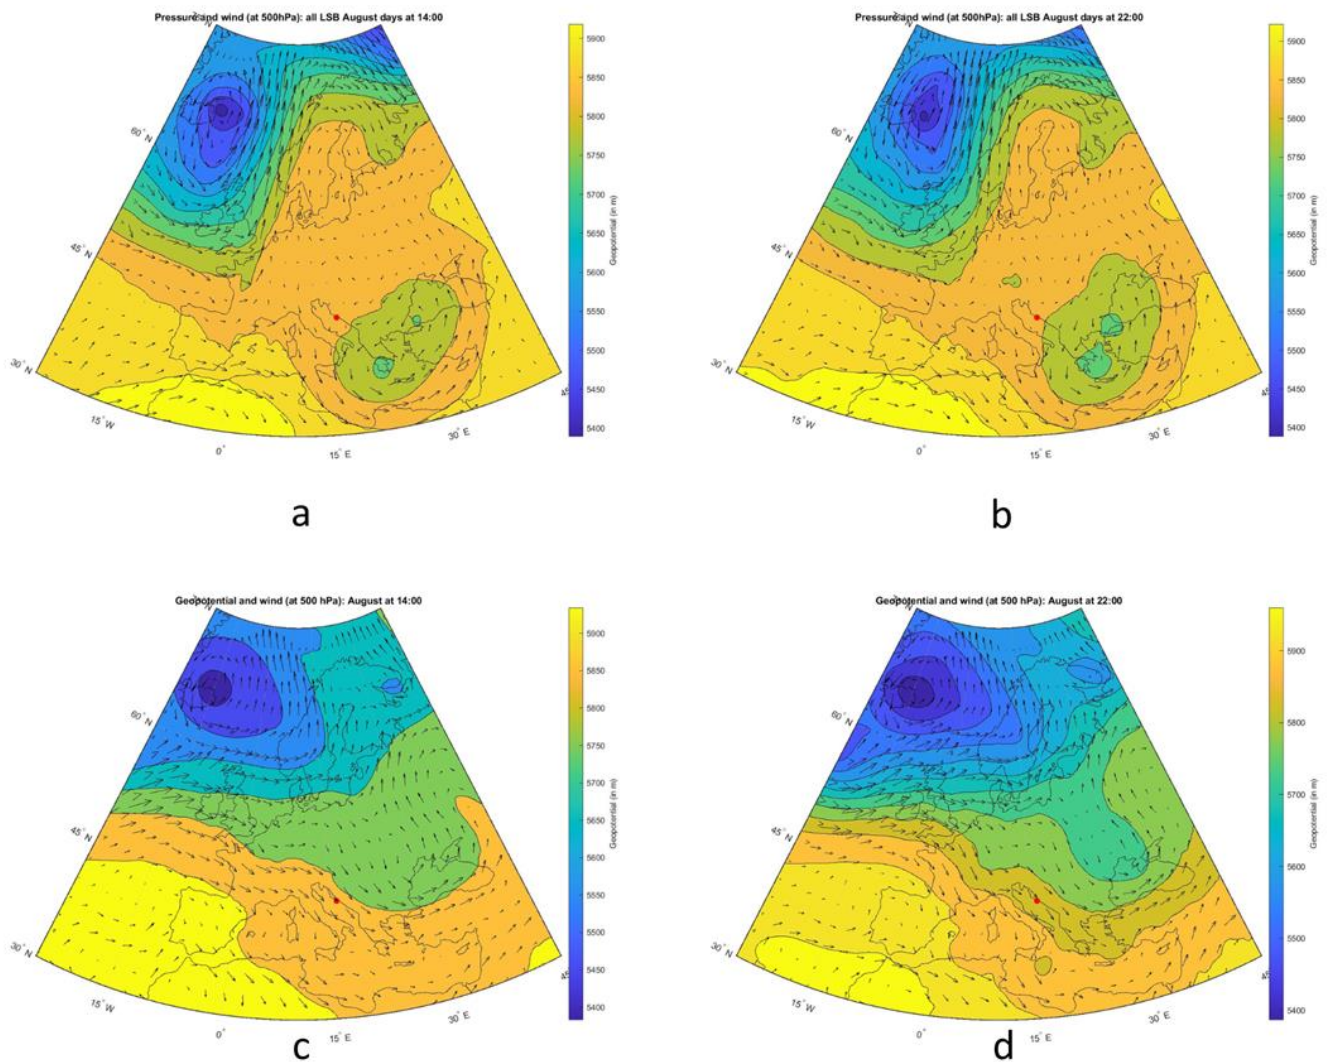 Pressure and wind (at 500hPa): all LSB August days at 14:00
60° N
45° N
30° N
15° W
0°
15° E
30° E
45
5900
5850
5800
5750
5700
5650
5600
5550
5500
5450
5400
Geopotential (in m)
a
Pressure and wind (at 500hPa): all LSB August days at 22:00
60° N
45° N
30° N
15° W
0°
15° E
30° E
45
5900
5850
5800
5750
5700
5650
5600
5550
5500
5450
5400
Geopotential (in m)
b
Geopotential and wind (at 500 hPa): August at 14:00
60° N
45° N
30° N
15° W
0°
15° E
30° E
45
5900
5850
5800
5750
5700
5650
5600
5550
5500
5450
5400
Geopotential (in m)
c
Geopotential and wind (at 500 hPa): August at 22:00
60° N
45° N
30° N
15° W
0°
15° E
30° E
45
5900
5800
5700
5600
5500
5400
Geopotential (in m)
d